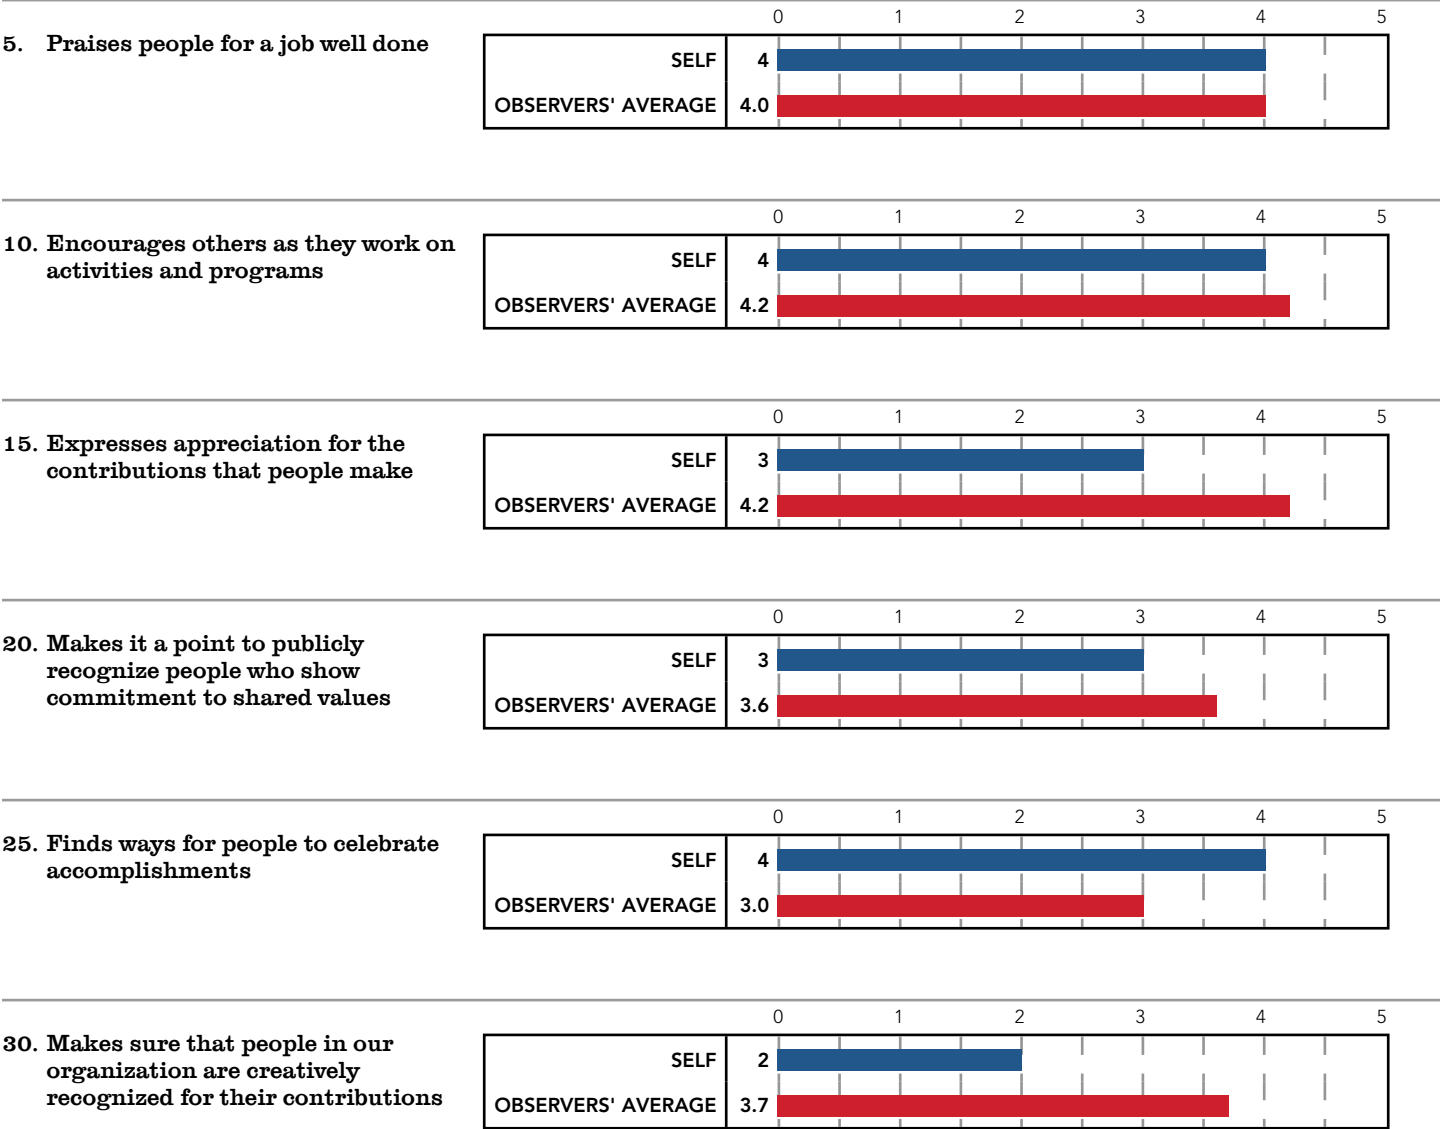 0 1 2 3 4 5
5. Praises people for a job well done
SELF 4
OBSERVERS' AVERAGE 4.0
0 1 2 3 4 5
10. Encourages others as they work on
activities and programs
SELF 4
OBSERVERS' AVERAGE 4.2
0 1 2 3 4 5
15. Expresses appreciation for the
contributions that people make
SELF 3
OBSERVERS' AVERAGE 4.2
0 1 2 3 4 5
20. Makes it a point to publicly
recognize people who show
commitment to shared values
SELF 3
OBSERVERS' AVERAGE 3.6
0 1 2 3 4 5
25. Finds ways for people to celebrate
accomplishments
SELF 4
OBSERVERS' AVERAGE 3.0
0 1 2 3 4 5
30. Makes sure that people in our
organization are creatively
recognized for their contributions
SELF 2
OBSERVERS' AVERAGE 3.7